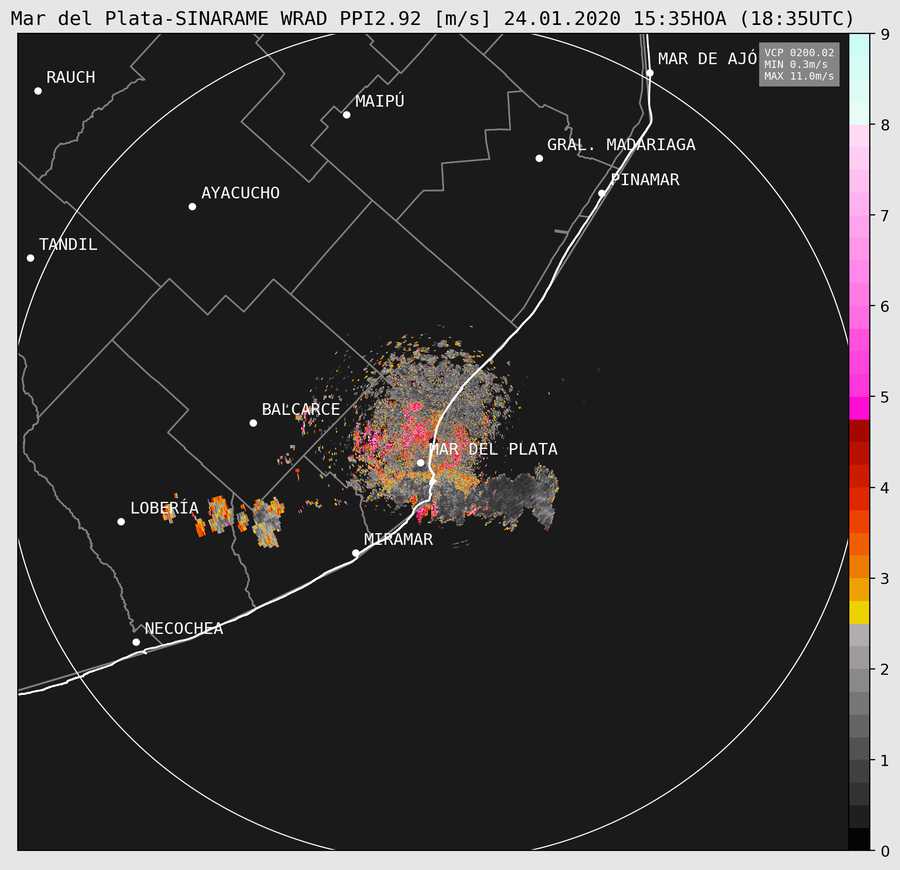 Mar del Plata-SINARAME WRAD PPI2.92 [m/s] 24.01.2020 15:35HOA (18:35UTC)
VCP 0200.02
MIN 0.3m/s
MAX 11.0m/s
MAR DE AJÓ
RAUCH
MAIPÚ
GRAL. MADARIAGA
PINAMAR
AYACUCHO
TANDIL
BALCARCE
MAR DEL PLATA
LOBERÍA
MIRAMAR
NECOCHEA
9
8
7
6
5
4
3
2
1
0